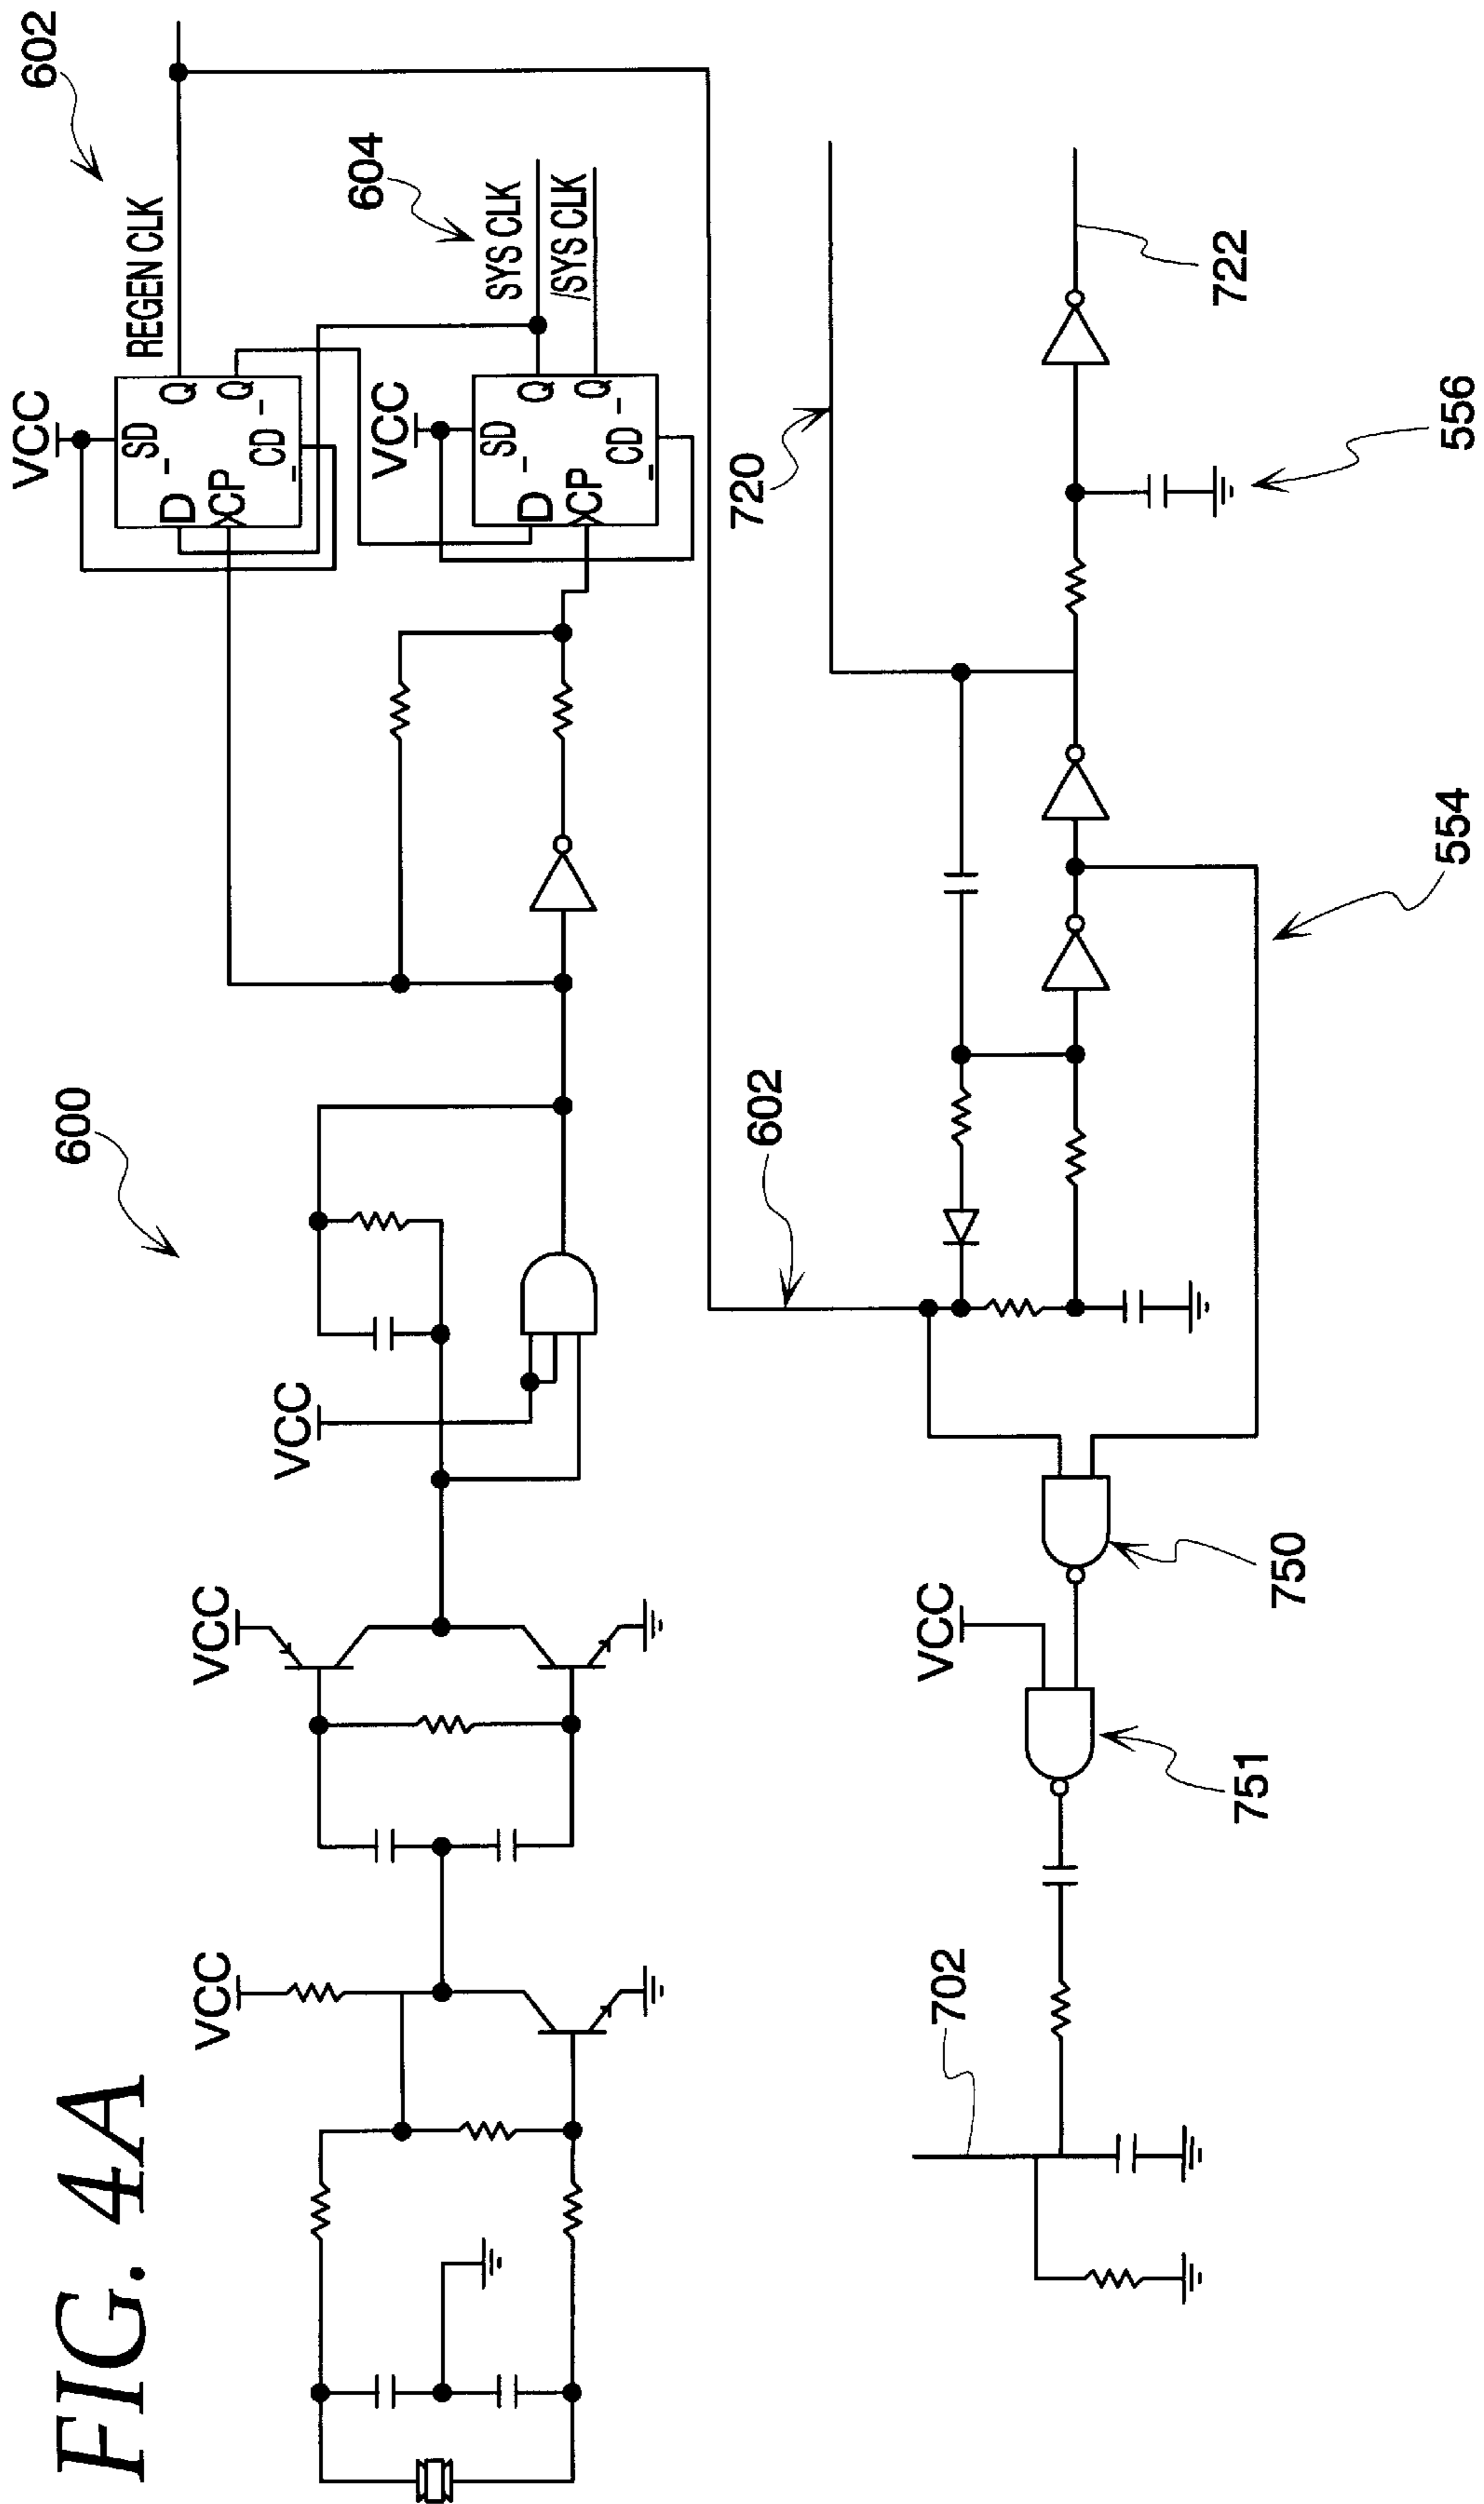 FIG. 4A
600
602
VCC
REGEN CLK
SD
D
Q
CP
Q
CD
604
VCC
SYS CLK
/SYS CLK
SD
D
Q
CP
Q
CD
VCC
VCC
VCC
720
602
722
556
554
702
VCC
750
751